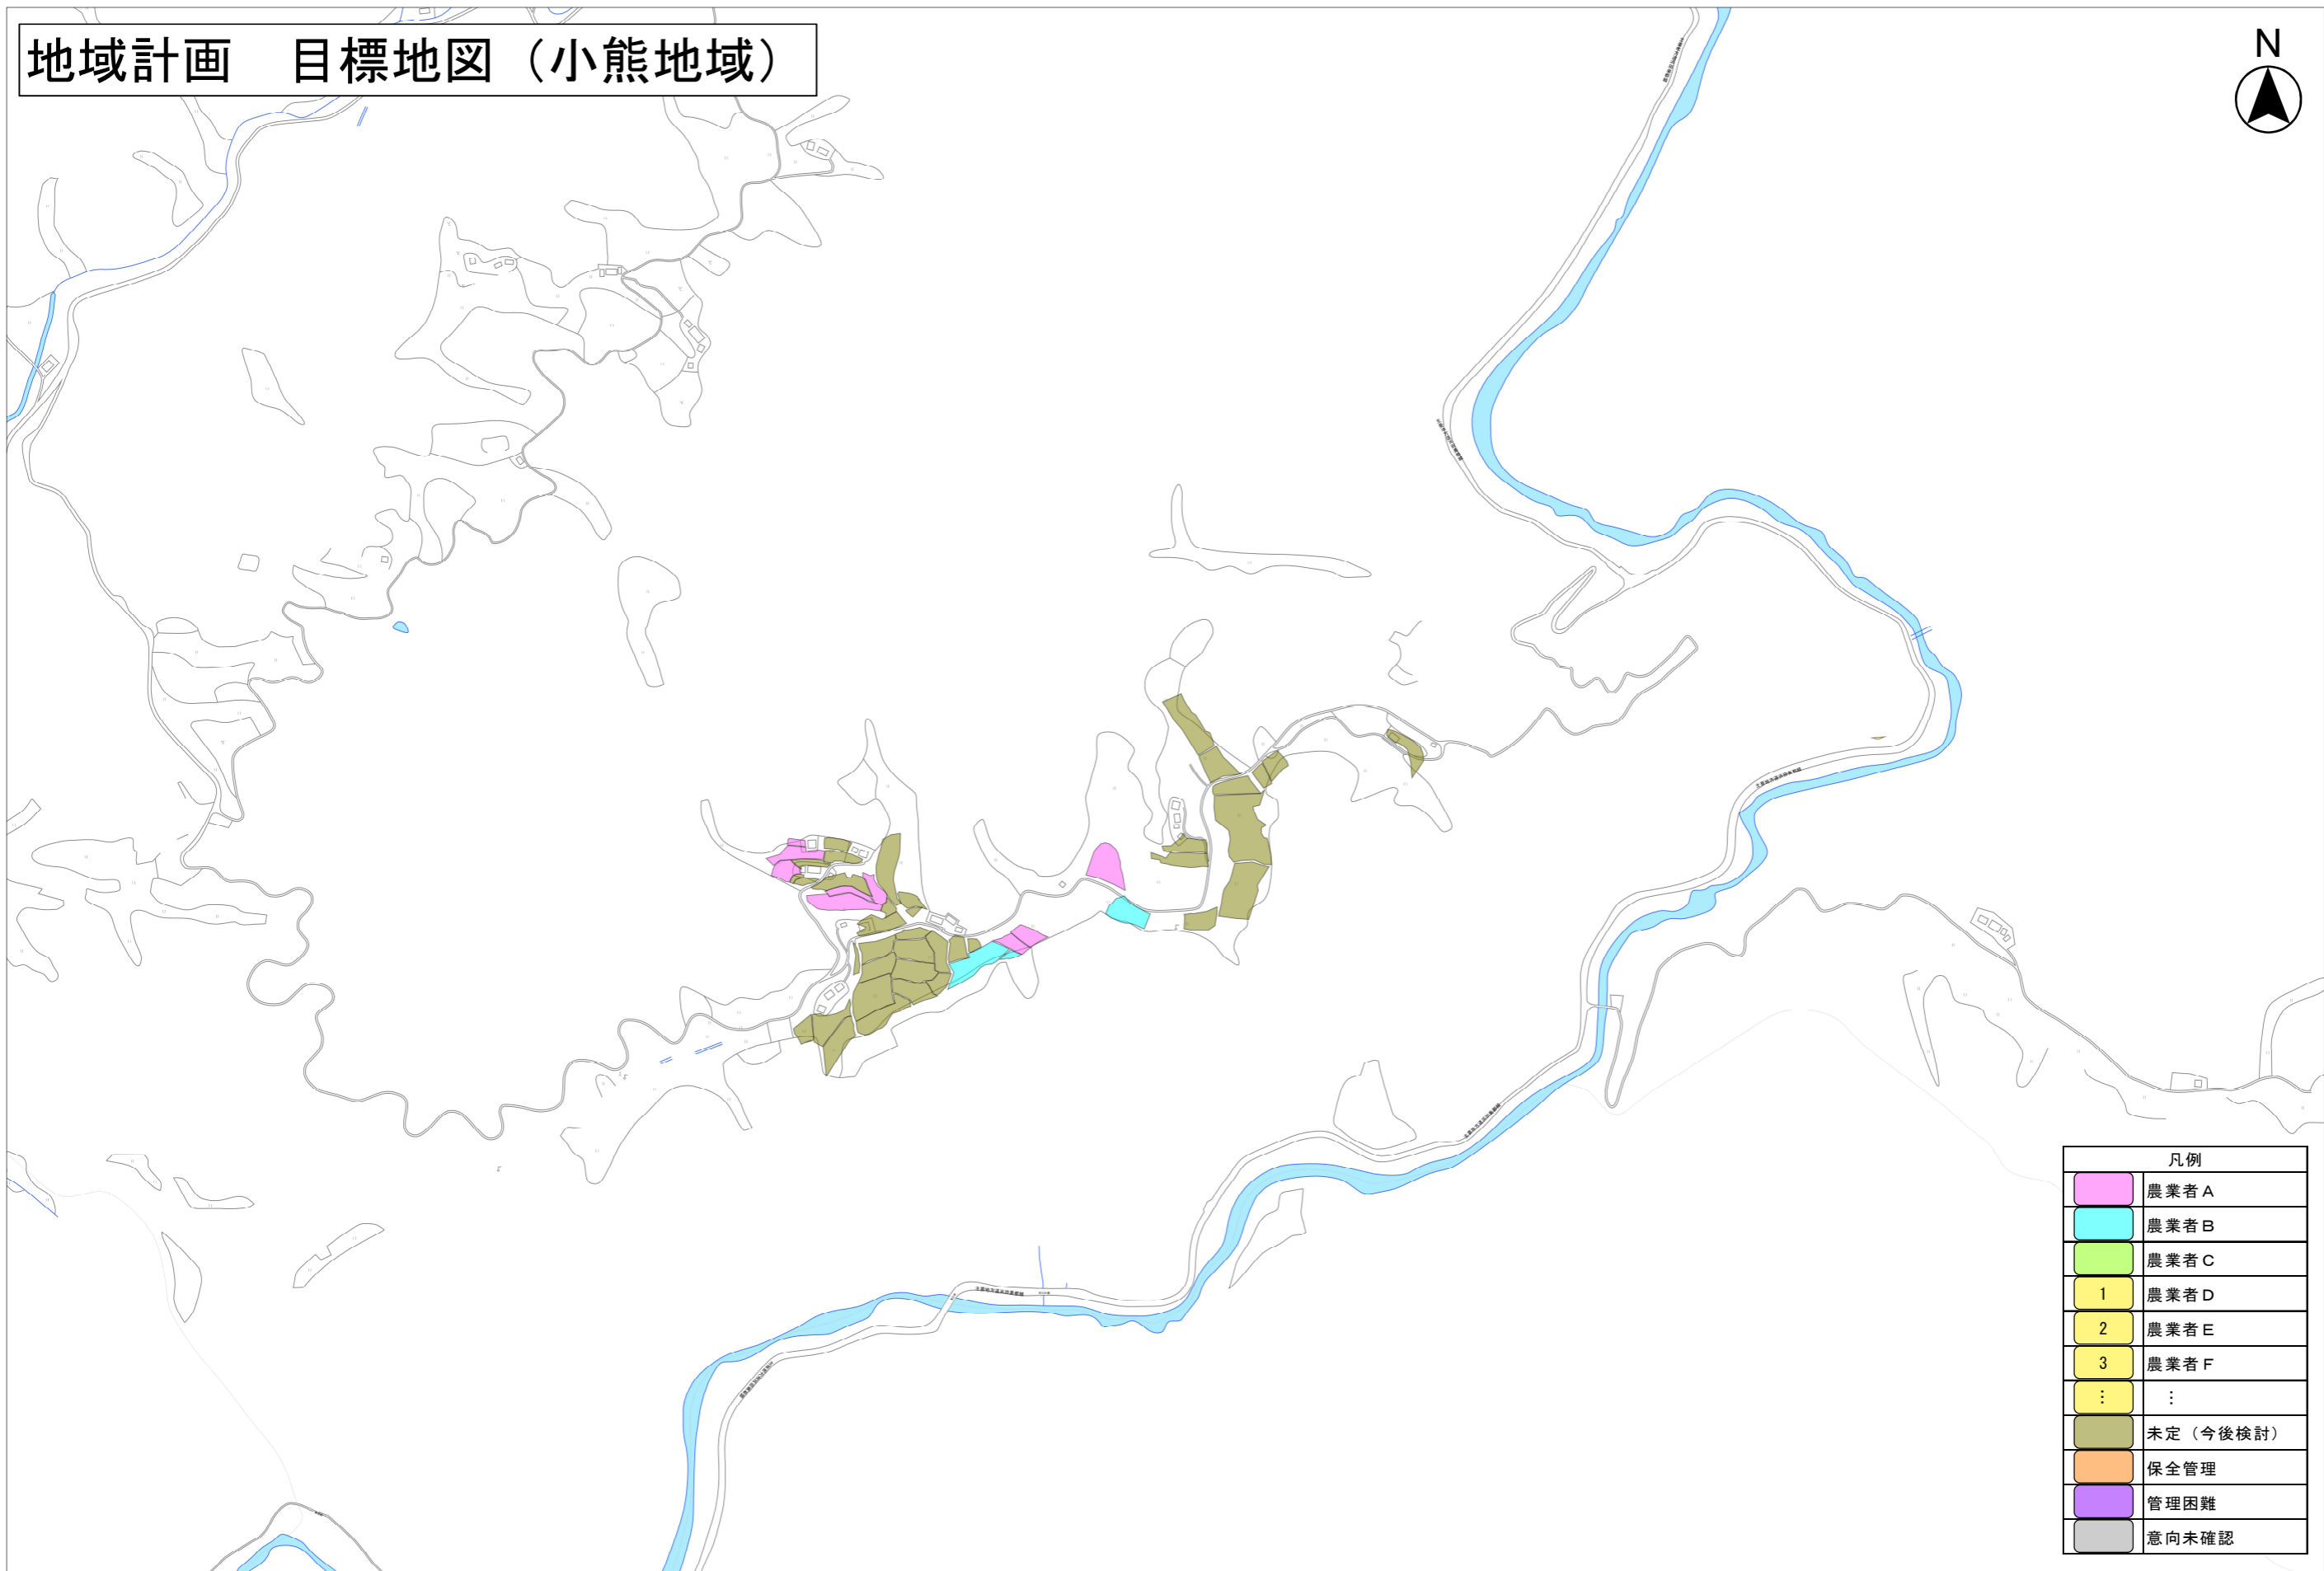 地域計画　目標地図（小熊地域）
N
凡例
農業者Ａ
農業者Ｂ
農業者Ｃ
1 農業者Ｄ
2 農業者Ｅ
3 農業者Ｆ
⋮ ⋮
未定（今後検討）
保全管理
管理困難
意向未確認